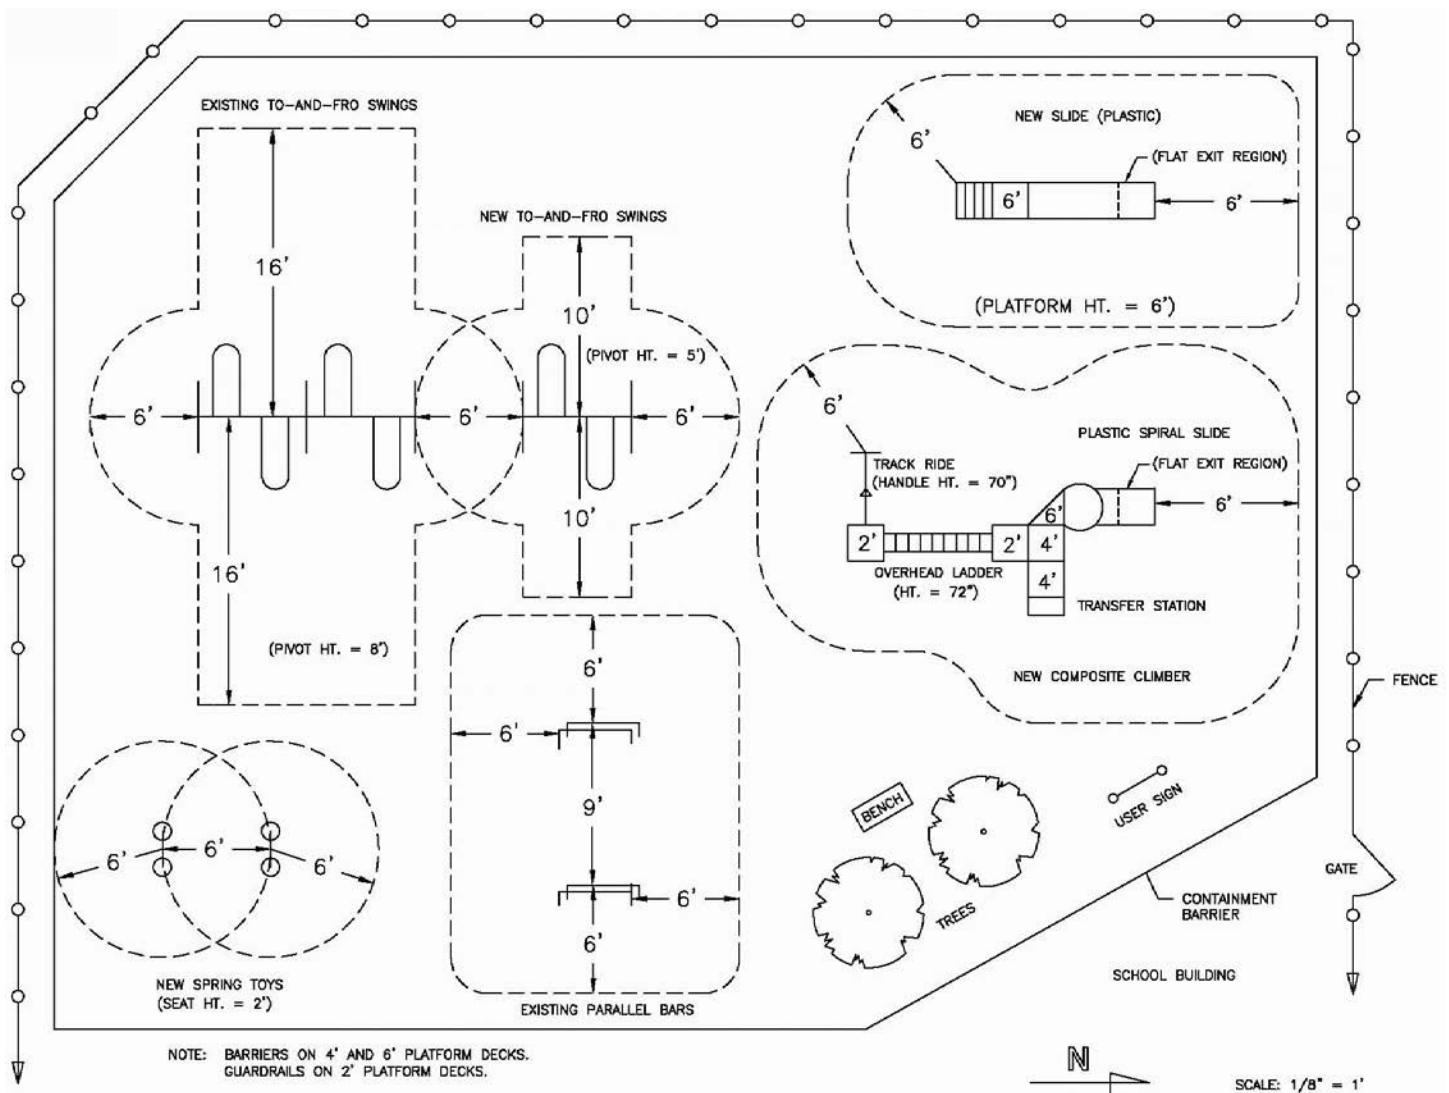 EXISTING TO-AND-FRO SWINGS
16'
6'
16'
(PIVOT HT. = 8')
NEW TO-AND-FRO SWINGS
10'
(PIVOT HT. = 5')
6'
6'
10'
NEW SLIDE (PLASTIC)
6'
(FLAT EXIT REGION)
6'
6'
(PLATFORM HT. = 6')
6'
PLASTIC SPIRAL SLIDE
TRACK RIDE
(HANDLE HT. = 70")
(FLAT EXIT REGION)
6'
6'
2'
2'
4'
4'
OVERHEAD LADDER
(HT. = 72")
TRANSFER STATION
NEW COMPOSITE CLIMBER
FENCE
6'
6'
9'
6'
6'
EXISTING PARALLEL BARS
6'
6'
6'
NEW SPRING TOYS
(SEAT HT. = 2')
BENCH
TREES
USER SIGN
GATE
CONTAINMENT
BARRIER
SCHOOL BUILDING
NOTE: BARRIERS ON 4' AND 6' PLATFORM DECKS.
GUARDRAILS ON 2' PLATFORM DECKS.
N
SCALE: 1/8" = 1'